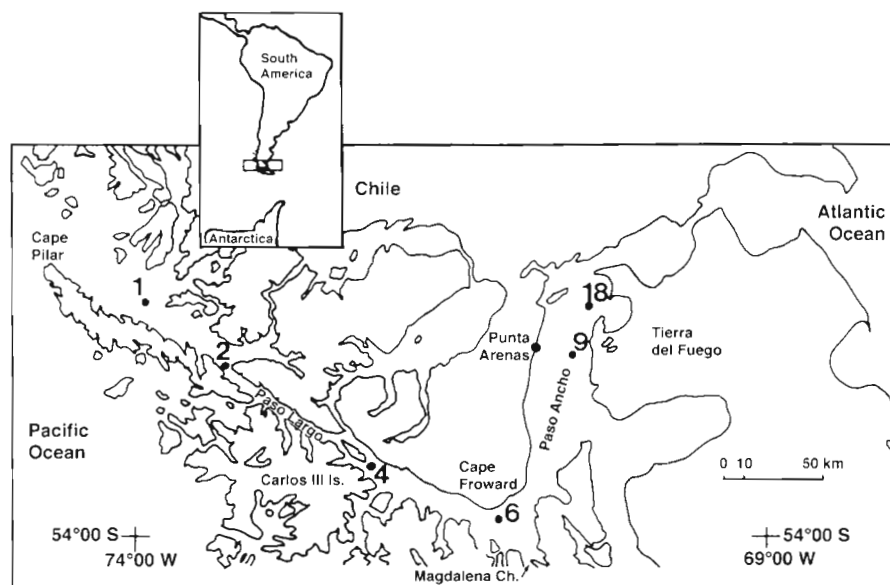 South
America
Antarctica
Chile
Atlantic
Ocean
Cape
Pilar
1
18
Punta
Arenas
9
Tierra
del Fuego
2
Paso Largo
Paso Ancho
Pacific
Ocean
Carlos III Is.
4
Cape
Froward
0 10 50 km
6
54°00 S
74°00 W
54°00 S
69°00 W
Magdalena Ch.